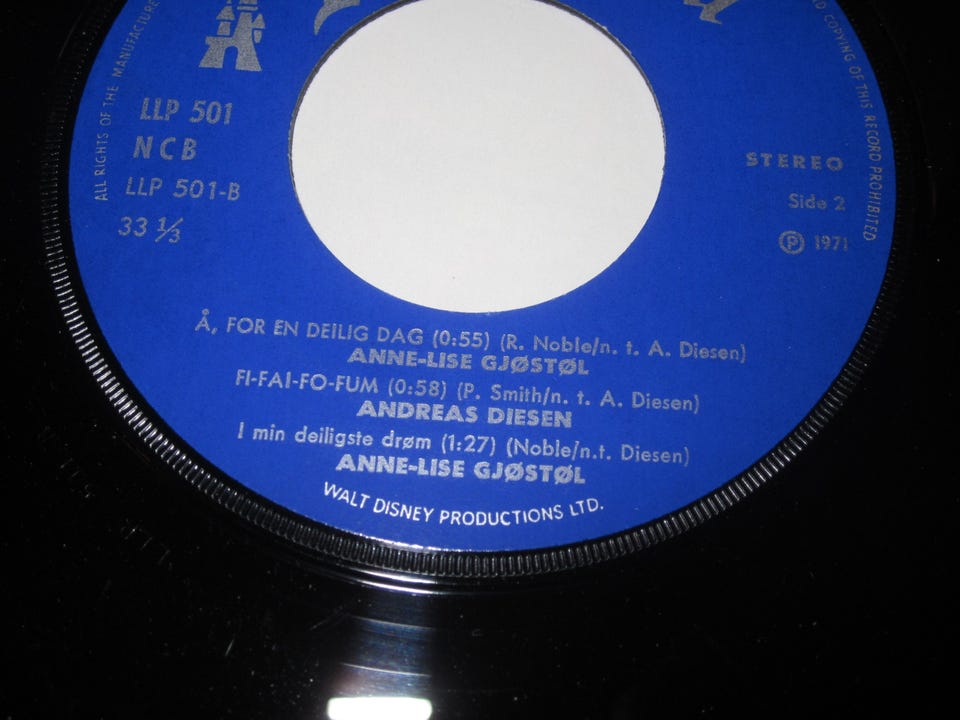 ALL RIGHTS OF THE MANUFACTURE
COPYING OF THIS RECORD PROHIBITED
LLP 501
NCB
LLP 501-B
33 1/3
STEREO
Side 2
Ⓟ 1971
Å, FOR EN DEILIG DAG (0:55) (R. Noble/n. t. A. Diesen)
ANNE-LISE GJØSTØL
FI-FAI-FO-FUM (0:58) (P. Smith/n. t. A. Diesen)
ANDREAS DIESEN
I min deiligste drøm (1:27) (Noble/n.t. Diesen)
ANNE-LISE GJØSTØL
WALT DISNEY PRODUCTIONS LTD.